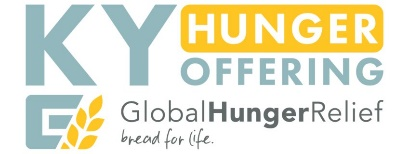 KY HUNGER
OFFERING
GlobalHungerRelief
bread for life.